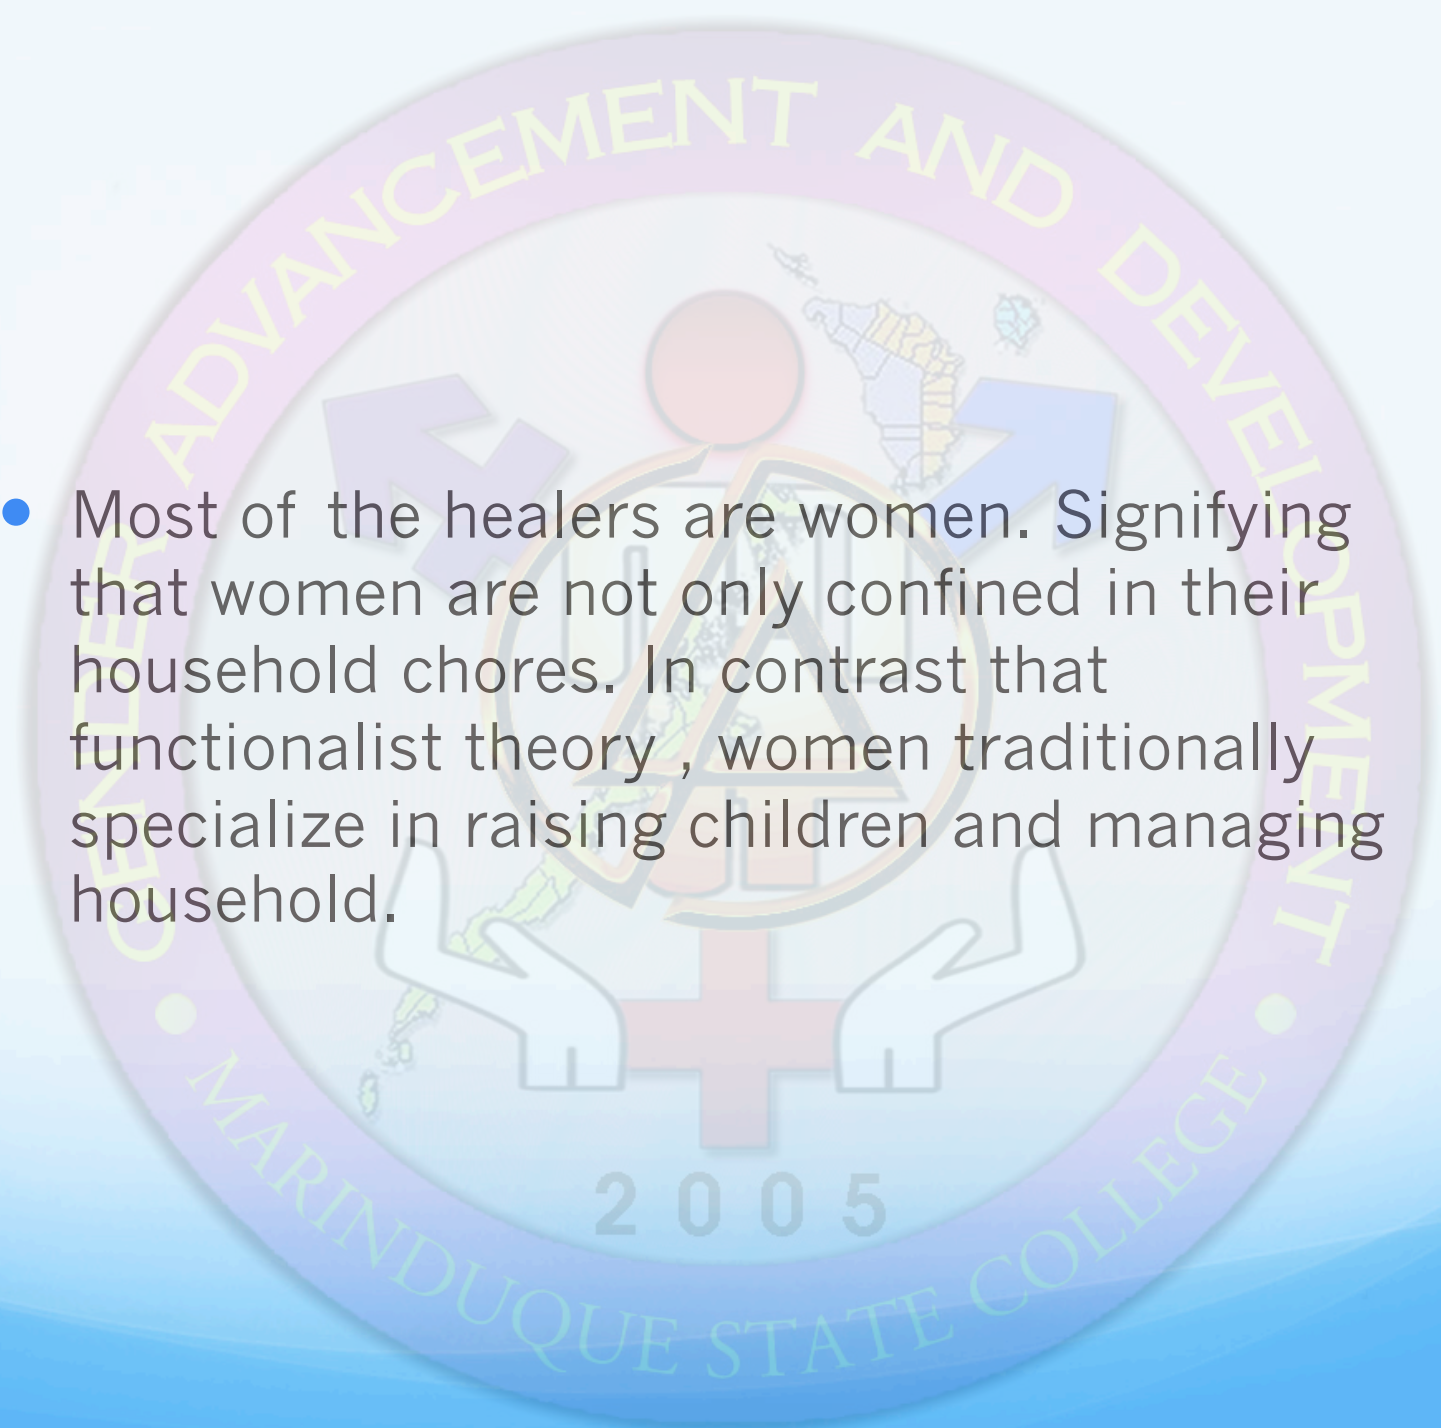 GENDER ADVANCEMENT AND DEVELOPMENT
• Most of the healers are women. Signifying
that women are not only confined in their
household chores. In contrast that
functionalist theory , women traditionally
specialize in raising children and managing
household.
2005
• MARINDUQUE STATE COLLEGE •